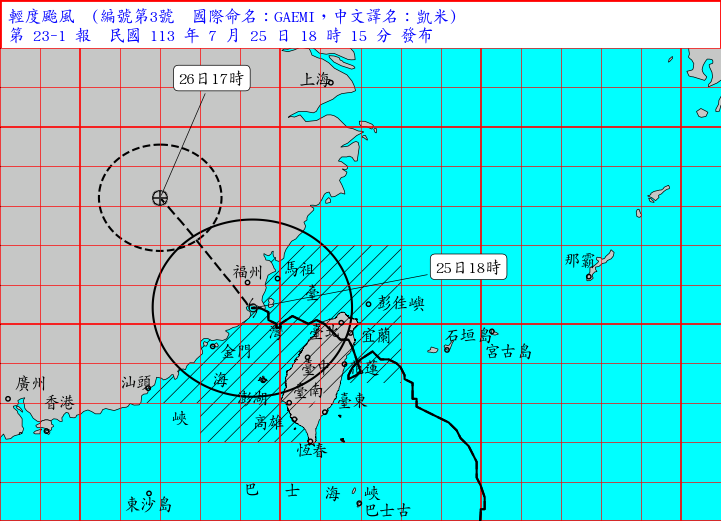 輕度颱風 (編號第3號 國際命名：GAEMI，中文譯名：凱米)
第 23-1 報 民國 113 年 7 月 25 日 18 時 15 分 發布
26日17時
上海
25日18時
那霸
福州
馬祖
臺
彭佳嶼
灣
臺北
宜蘭
石垣島
宮古島
金門
臺中
花蓮
廣州
汕頭
海
澎湖
臺南
臺東
香港
峽
高雄
恆春
巴 士 海 峽
東沙島
巴士古